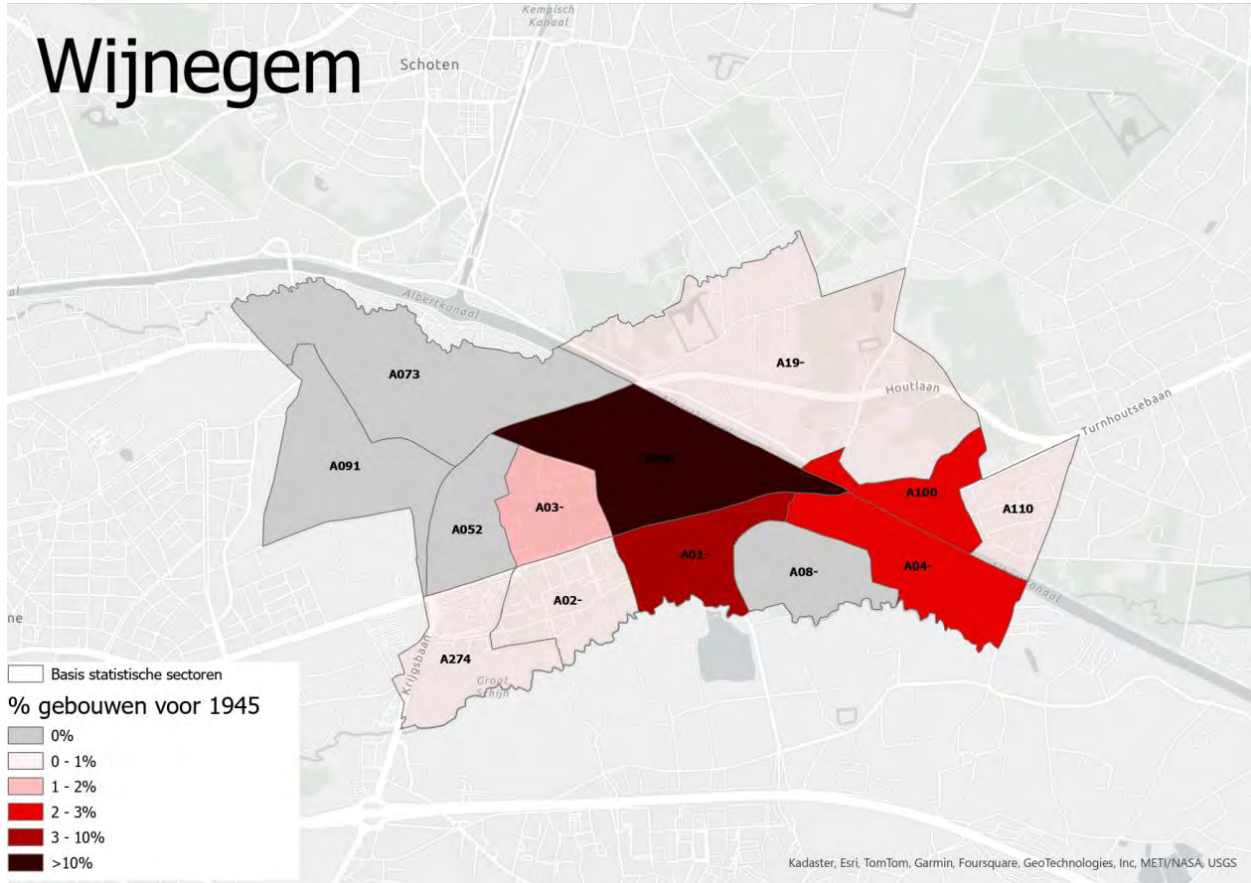 Kempisch
Kanaal
Wijnegem
Schoten
Albertkanaal
A073
A19-
Houtlaan
Turnhoutsebaan
A091
A03-
A052
A100
A110
A01-
A08-
A04-
A02-
A274
Krijgsbaan
Groot
Schijn
ne
al
Basis statistische sectoren
% gebouwen voor 1945
0%
0 - 1%
1 - 2%
2 - 3%
3 - 10%
>10%
Kadaster, Esri, TomTom, Garmin, Foursquare, GeoTechnologies, Inc, METI/NASA, USGS